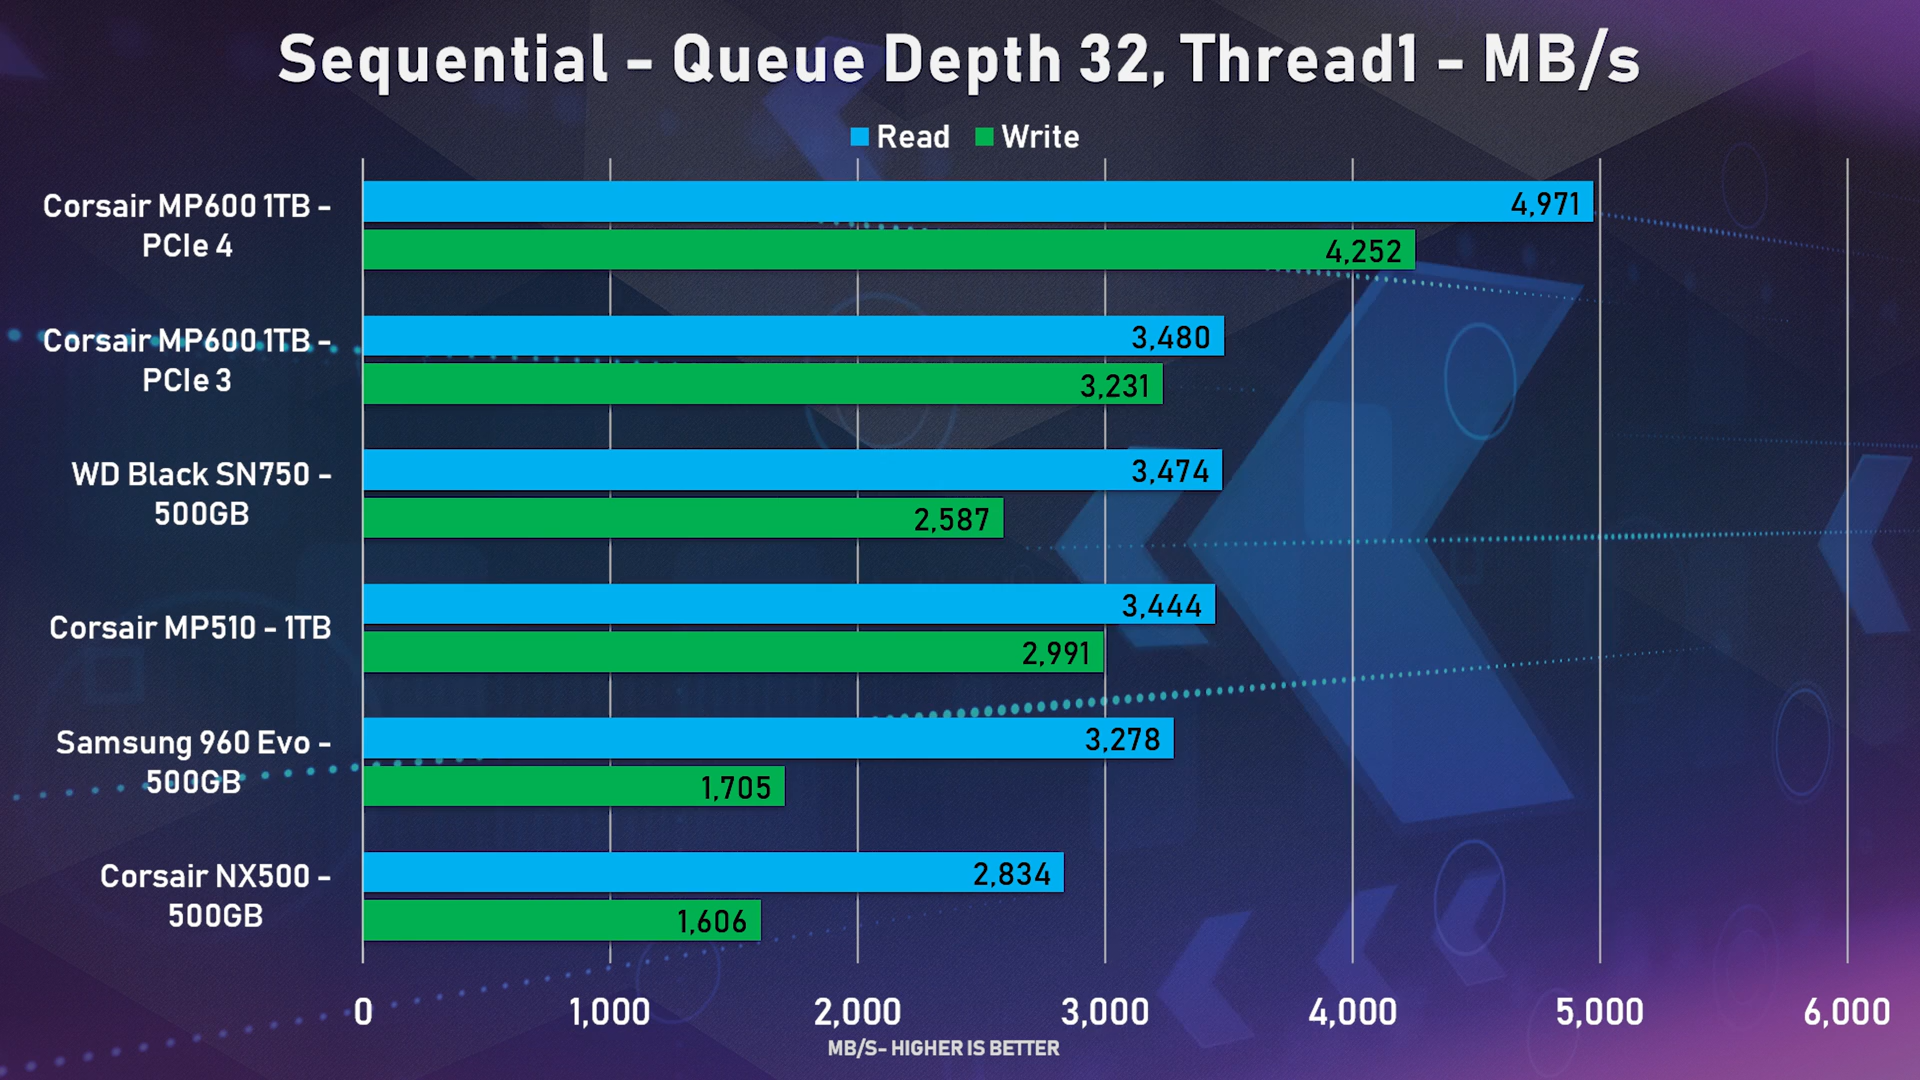 Sequential - Queue Depth 32, Thread1 - MB/s
Read Write
Corsair MP600 1TB -
PCIe 4
4,971
4,252
Corsair MP600 1TB -
PCIe 3
3,480
3,231
WD Black SN750 -
500GB
3,474
2,587
Corsair MP510 - 1TB
3,444
2,991
Samsung 960 Evo -
500GB
3,278
1,705
Corsair NX500 -
500GB
2,834
1,606
0 1,000 2,000 3,000 4,000 5,000 6,000
MB/S- HIGHER IS BETTER